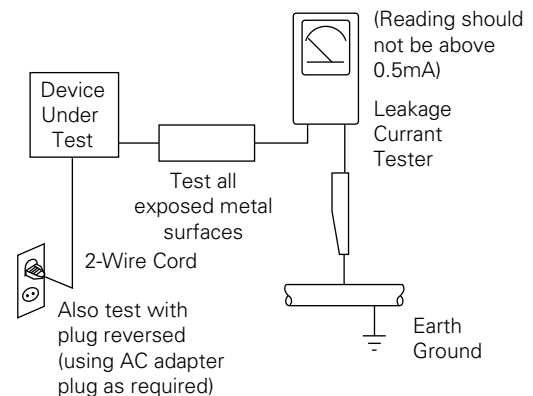 (Reading should
not be above
0.5mA)
Device
Under
Test
Leakage
Currant
Tester
Test all
exposed metal
surfaces
2-Wire Cord
Also test with
plug reversed
(using AC adapter
plug as required)
Earth
Ground